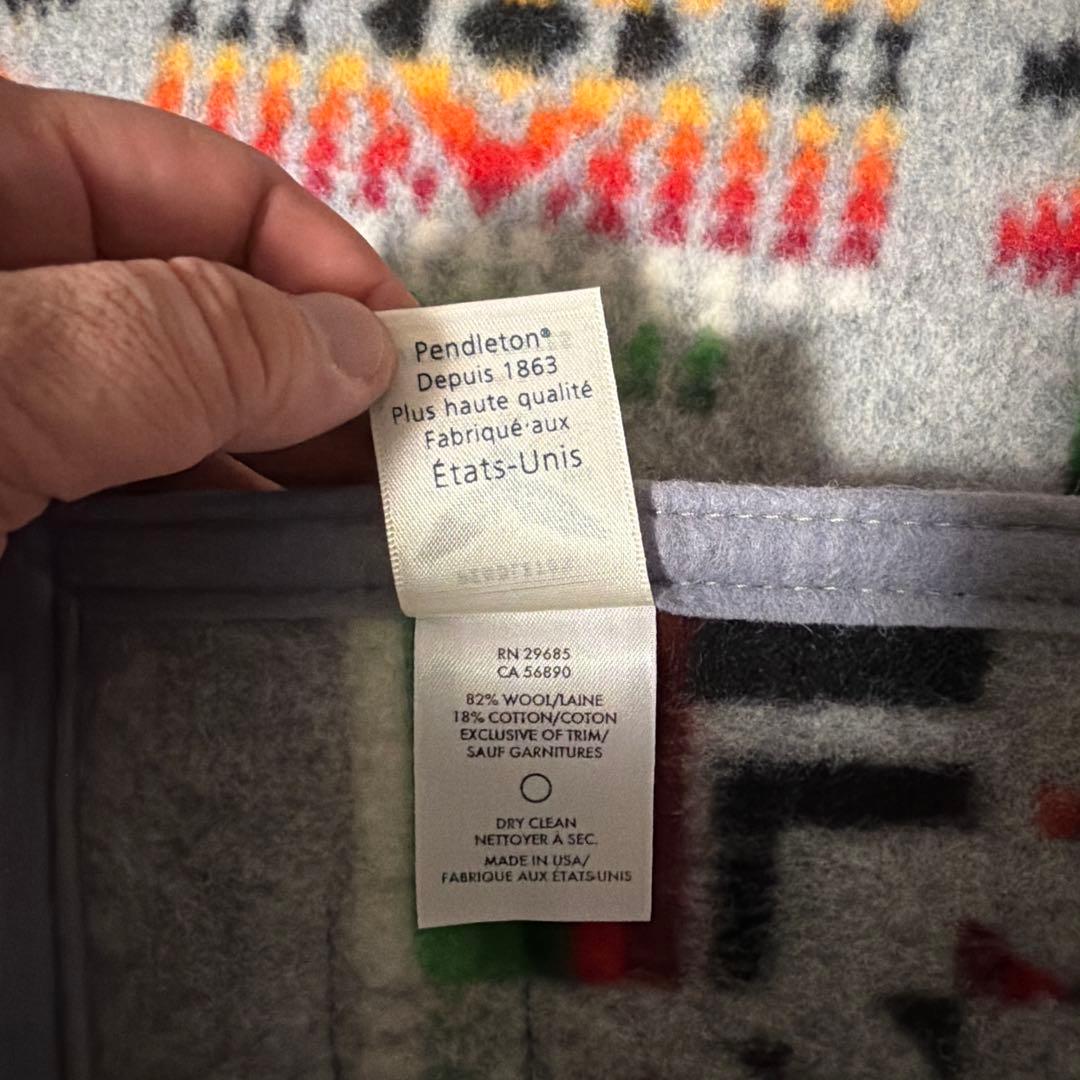 Pendleton®
Depuis 1863
Plus haute qualité
Fabriqué aux
États-Unis
RN 29685
CA 56890
82% WOOL/LAINE
18% COTTON/COTON
EXCLUSIVE OF TRIM/
SAUF GARNITURES
DRY CLEAN
NETTOYER À SEC.
MADE IN USA/
FABRIQUE AUX ÉTATS-UNIS